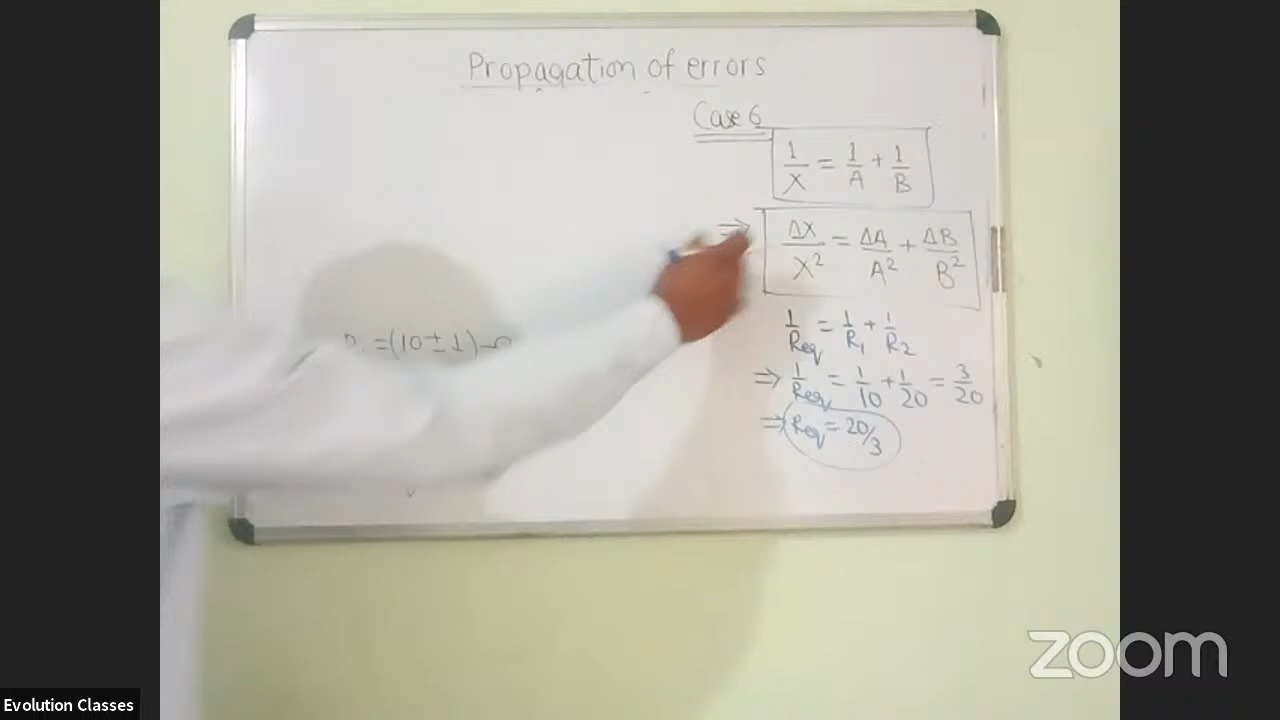 Propagation of errors
Case 6
1/X = 1/A + 1/B
⇒ ΔX/X² = ΔA/A² + ΔB/B²
1/Req = 1/R₁ + 1/R₂
=(10±1)
⇒ 1/Req = 1/10 + 1/20 = 3/20
⇒ Req = 20/3
zoom
Evolution Classes